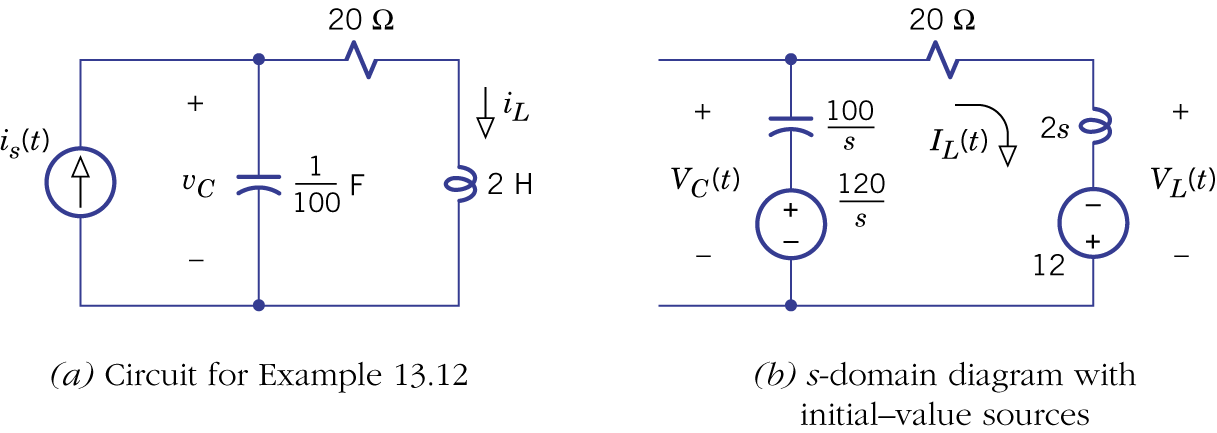 20 Ω
i_s(t)
+
v_C
−
1/100 F
i_L
2 H
(a) Circuit for Example 13.12
20 Ω
+
V_C(t)
−
100/s
+
−
120/s
I_L(t)
2s
−
+
12
+
V_L(t)
−
(b) s-domain diagram with
initial–value sources